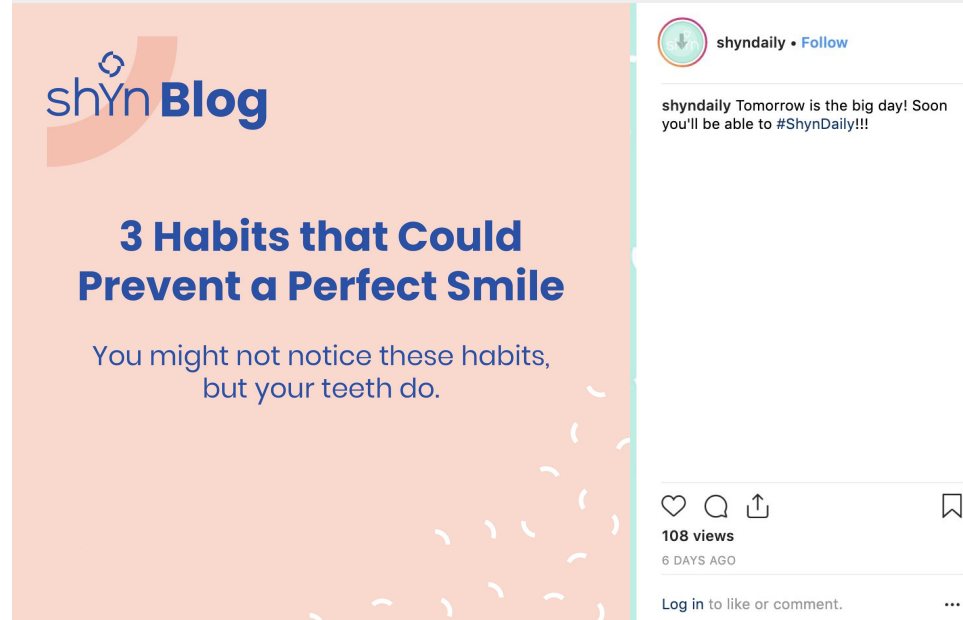 shyn Blog
3 Habits that Could
Prevent a Perfect Smile
You might not notice these habits,
but your teeth do.
shyndaily • Follow
shyndaily Tomorrow is the big day! Soon
you'll be able to #ShynDaily!!!
108 views
6 DAYS AGO
Log in to like or comment.